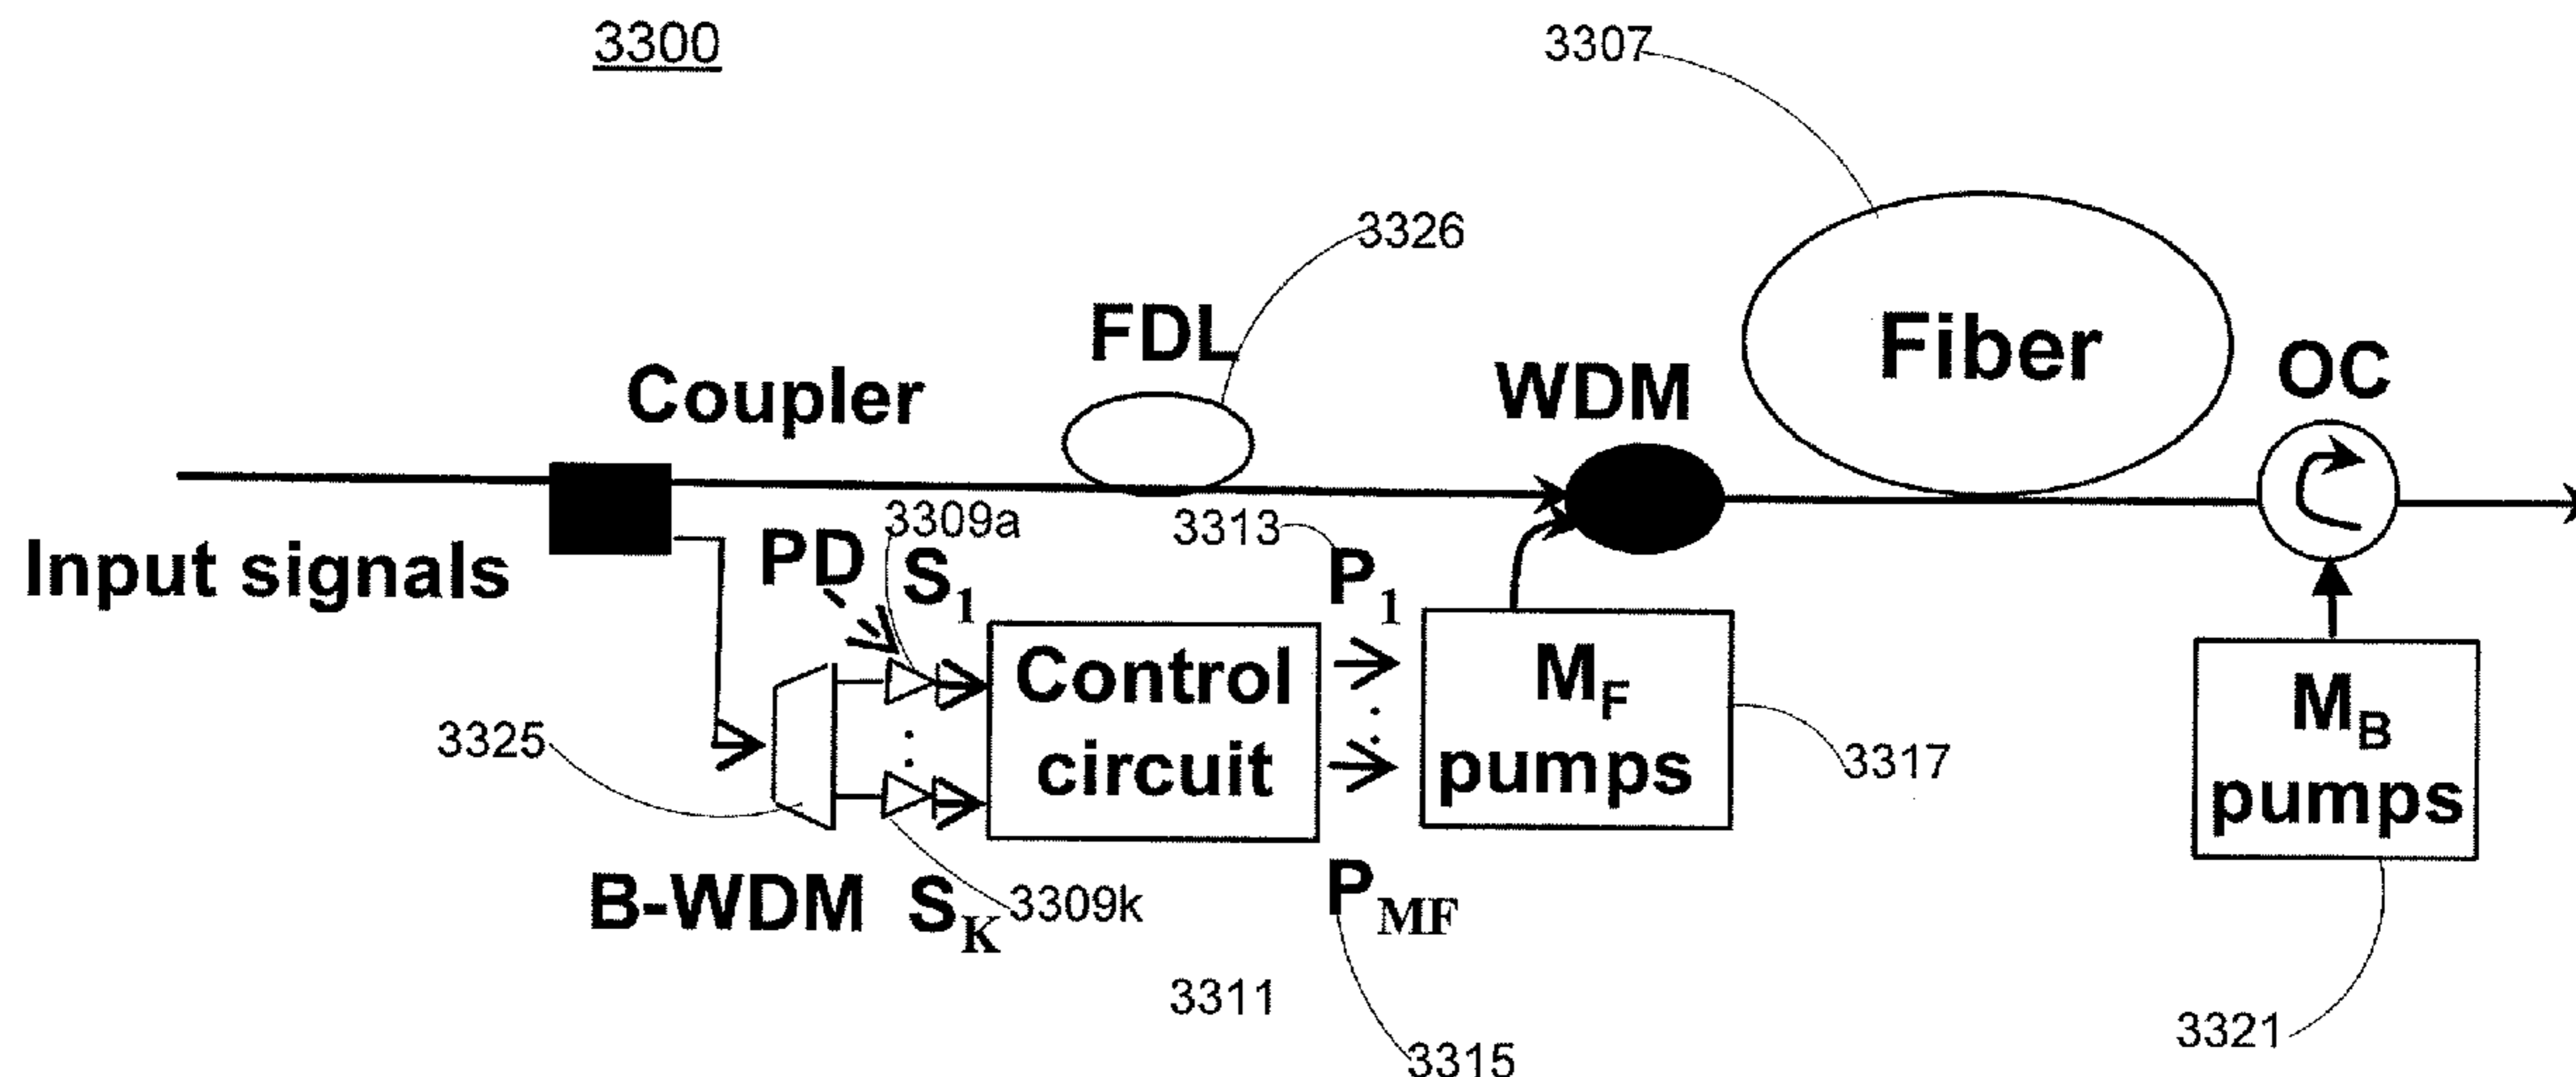 3300
3307
3326
FDL
Fiber
Coupler
WDM
OC
Input signals
PD
3309a
S1
3313
P1
Control
circuit
MF
pumps
MB
pumps
3325
3317
B-WDM
SK
3309k
PMF
3311
3315
3321